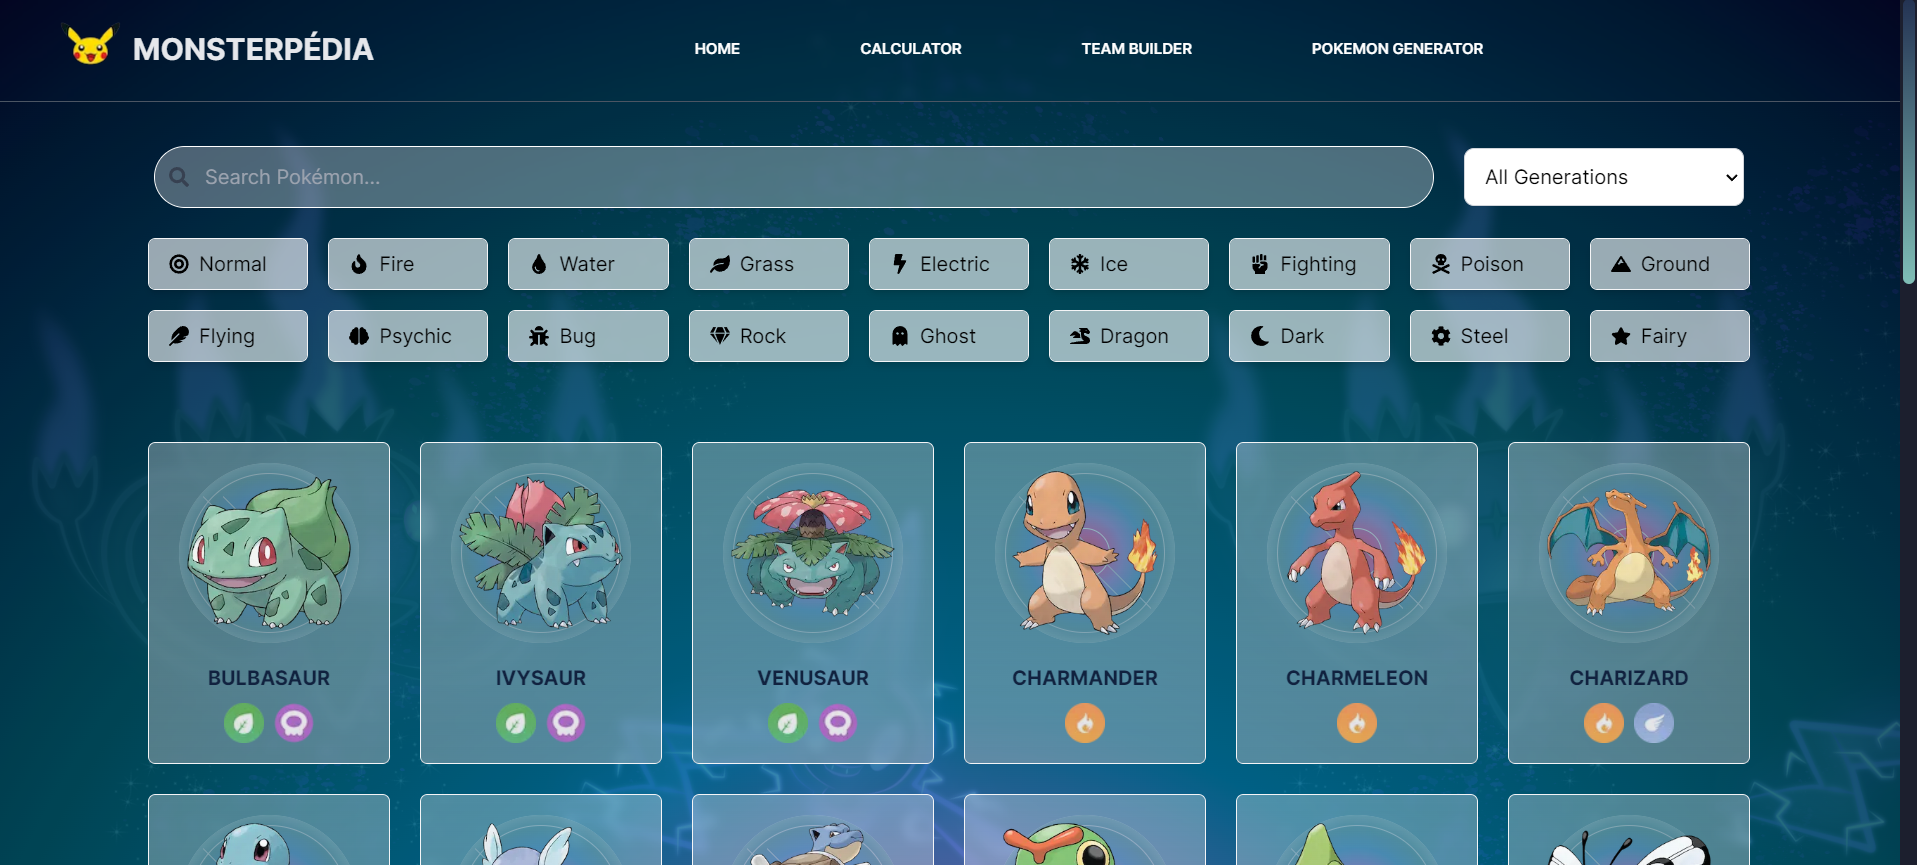 MONSTERPÉDIA
HOME CALCULATOR TEAM BUILDER POKEMON GENERATOR
Search Pokémon... All Generations
Normal Fire Water Grass Electric Ice Fighting Poison Ground
Flying Psychic Bug Rock Ghost Dragon Dark Steel Fairy
BULBASAUR IVYSAUR VENUSAUR CHARMANDER CHARMELEON CHARIZARD